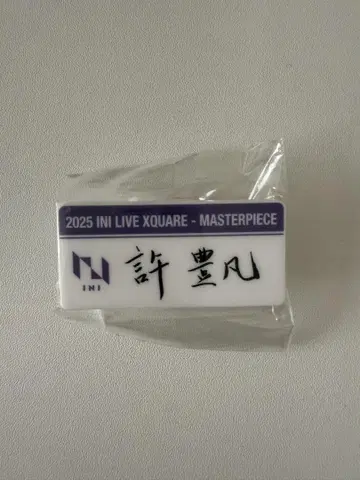 2025 INI LIVE XQUARE - MASTERPIECE
許豊凡
INI